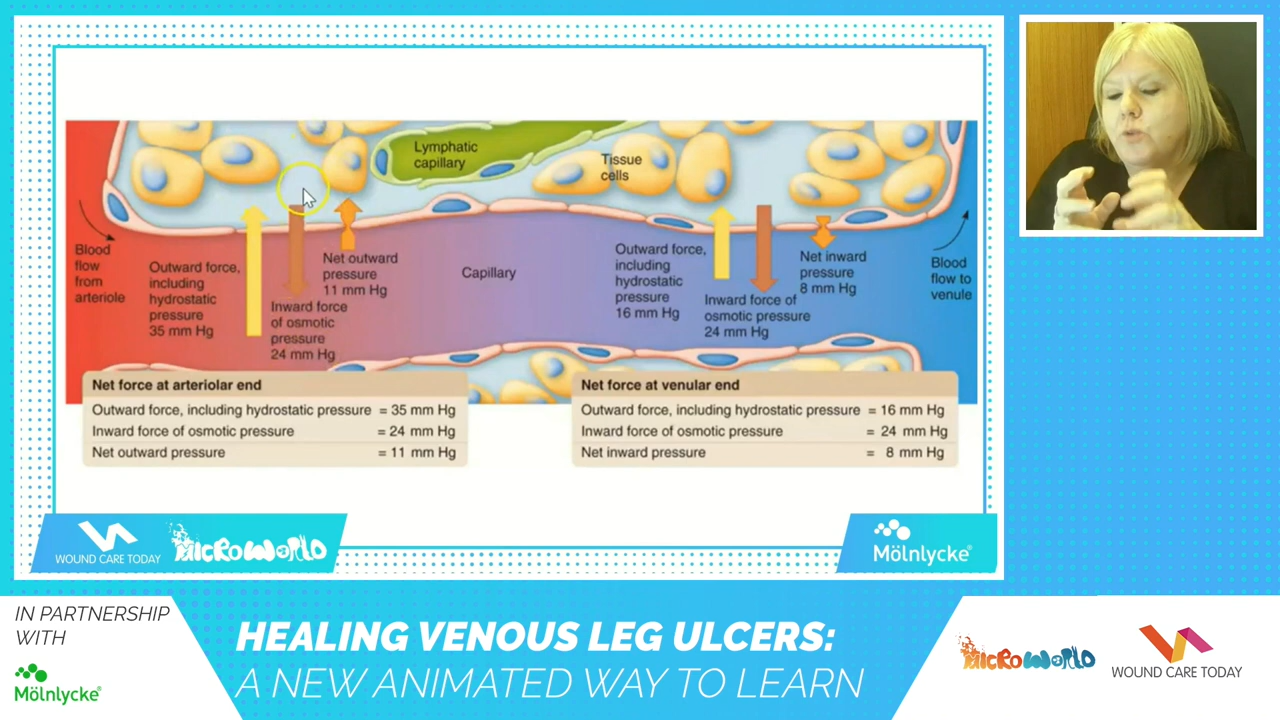 Lymphatic
capillary
Tissue
cells
Blood
flow
from
arteriole
Outward force,
including
hydrostatic
pressure
35 mm Hg
Inward force
of osmotic
pressure
24 mm Hg
Net outward
pressure
11 mm Hg
Capillary
Outward force,
including
hydrostatic
pressure
16 mm Hg
Inward force of
osmotic pressure
24 mm Hg
Net inward
pressure
8 mm Hg
Blood
flow to
venule
Net force at arteriolar end
Outward force, including hydrostatic pressure = 35 mm Hg
Inward force of osmotic pressure = 24 mm Hg
Net outward pressure = 11 mm Hg
Net force at venular end
Outward force, including hydrostatic pressure = 16 mm Hg
Inward force of osmotic pressure = 24 mm Hg
Net inward pressure = 8 mm Hg
WOUND CARE TODAY
MICROWORLD
Mölnlycke®
IN PARTNERSHIP
WITH
Mölnlycke®
HEALING VENOUS LEG ULCERS:
A NEW ANIMATED WAY TO LEARN
MICROWORLD
WOUND CARE TODAY